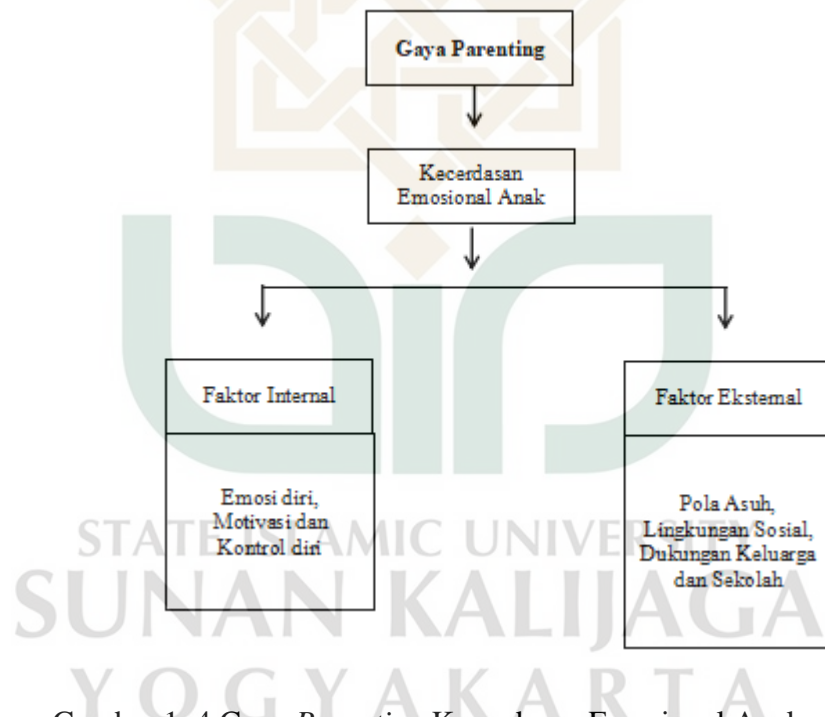 Gaya Parenting
Kecerdasan
Emosional Anak
Faktor Internal
Faktor Eksternal
Emosi diri,
Motivasi dan
Kontrol diri
Pola Asuh,
Lingkungan Sosial,
Dukungan Keluarga
dan Sekolah
STATE ISLAMIC UNIVERSITY
SUNAN KALIJAGA
YOGYAKARTA
Gambar 1. 4 Gaya Parenting Kecerdasan Emosional Anak